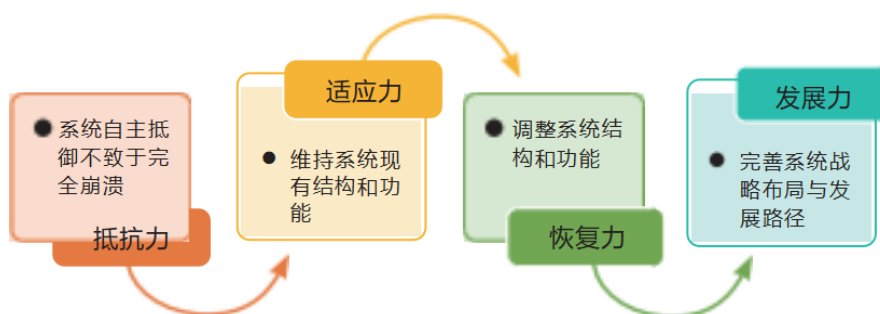 系统自主抵
御不致于完
全崩溃
抵抗力
适应力
维持系统现
有结构和功
能
调整系统结
构和功能
恢复力
发展力
完善系统战
略布局与发
展路径